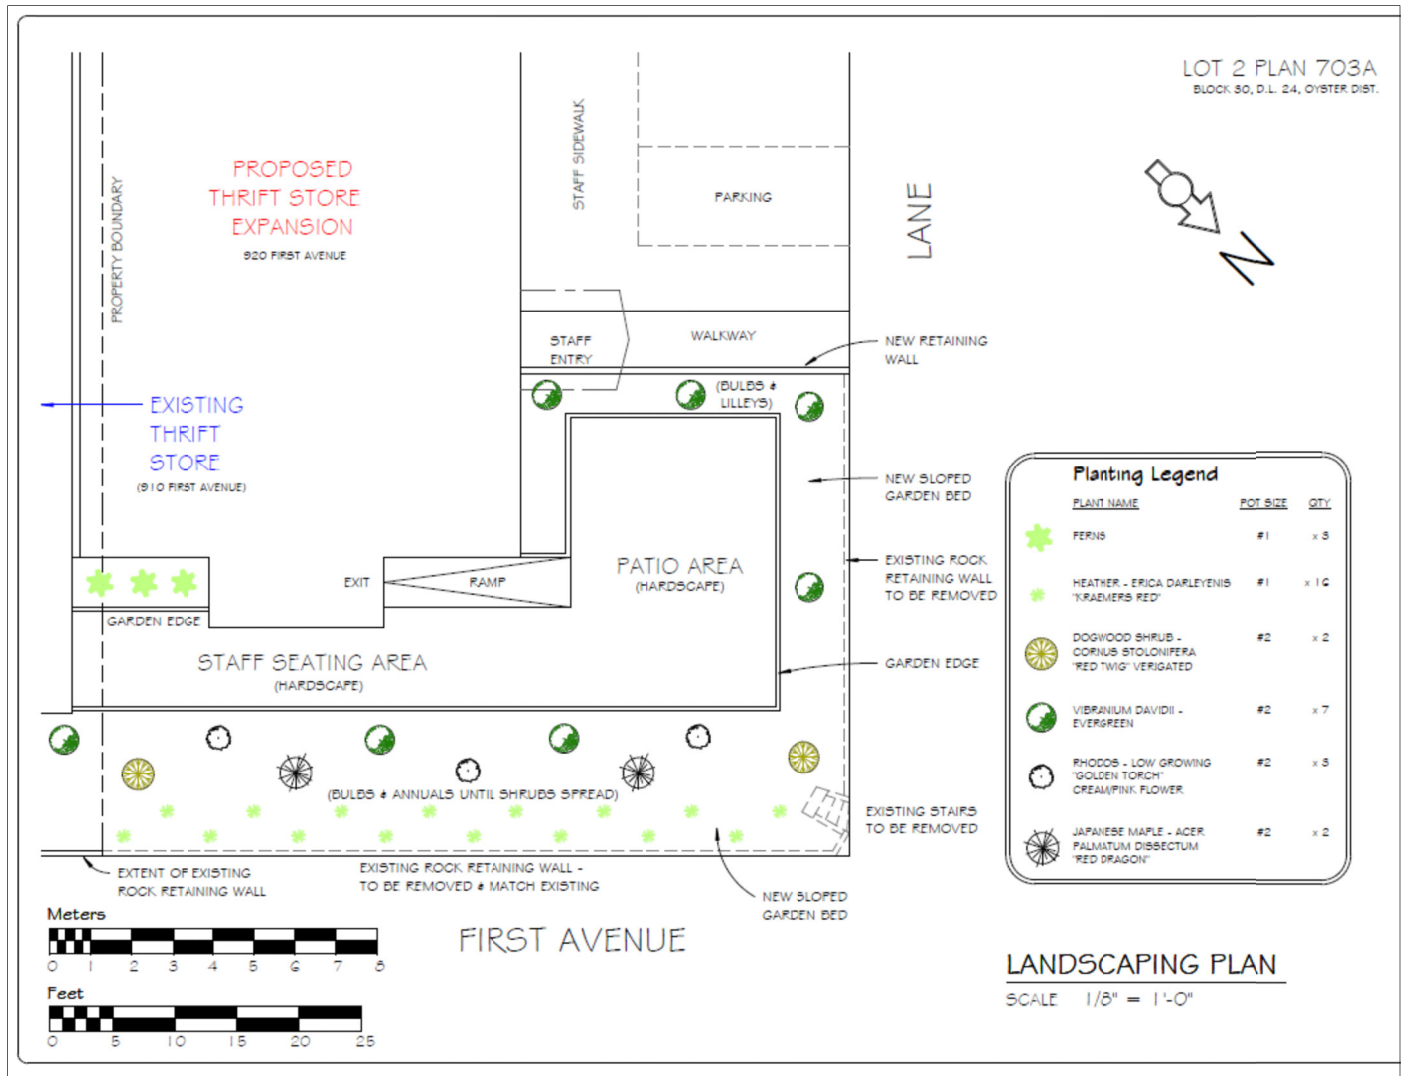 LOT 2 PLAN 703A
BLOCK 30, D.L. 24, OYSTER DIST.
N
PROPERTY BOUNDARY
PROPOSED
THRIFT STORE
EXPANSION
920 FIRST AVENUE
STAFF SIDEWALK
PARKING
LANE
STAFF
ENTRY
WALKWAY
NEW RETAINING
WALL
(BULBS &
LILLEYS)
EXISTING
THRIFT
STORE
(910 FIRST AVENUE)
NEW SLOPED
GARDEN BED
EXISTING ROCK
RETAINING WALL
TO BE REMOVED
PATIO AREA
(HARDSCAPE)
EXIT
RAMP
GARDEN EDGE
STAFF SEATING AREA
(HARDSCAPE)
GARDEN EDGE
(BULBS & ANNUALS UNTIL SHRUBS SPREAD)
EXISTING STAIRS
TO BE REMOVED
EXTENT OF EXISTING
ROCK RETAINING WALL
EXISTING ROCK RETAINING WALL -
TO BE REMOVED & MATCH EXISTING
NEW SLOPED
GARDEN BED
FIRST AVENUE
Planting Legend
PLANT NAME POT SIZE QTY
FERNS #1 x 3
HEATHER - ERICA DARLEYENIS #1 x 16
"KRAEMERS RED"
DOGWOOD SHRUB - #2 x 2
CORNUS STOLONIFERA
"RED TWIG" VERIGATED
VIBRANIUM DAVIDII - #2 x 7
EVERGREEN
RHODOS - LOW GROWING #2 x 3
"GOLDEN TORCH"
CREAM/PINK FLOWER
JAPANESE MAPLE - ACER #2 x 2
PALMATUM DISSECTUM
"RED DRAGON"
Meters
0 1 2 3 4 5 6 7 8
Feet
0 5 10 15 20 25
LANDSCAPING PLAN
SCALE 1/8" = 1'-0"